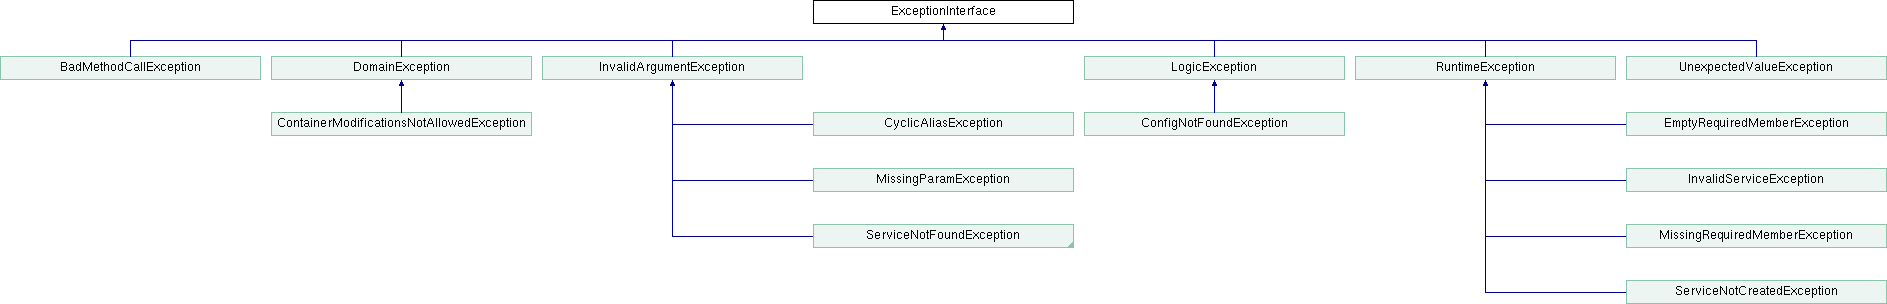 ExceptionInterface
BadMethodCallException
DomainException
InvalidArgumentException
LogicException
RuntimeException
UnexpectedValueException
ContainerModificationsNotAllowedException
CyclicAliasException
ConfigNotFoundException
EmptyRequiredMemberException
MissingParamException
InvalidServiceException
ServiceNotFoundException
MissingRequiredMemberException
ServiceNotCreatedException